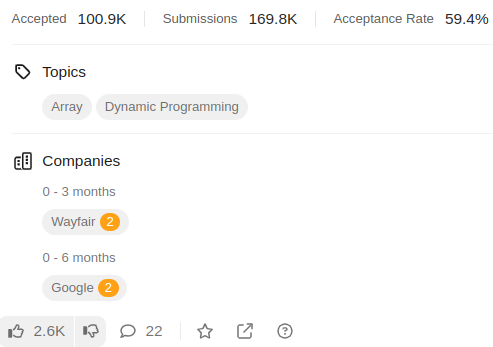 Accepted 100.9K Submissions 169.8K Acceptance Rate 59.4%
Topics
Array Dynamic Programming
Companies
0 - 3 months
Wayfair 2
0 - 6 months
Google 2
2.6K 22